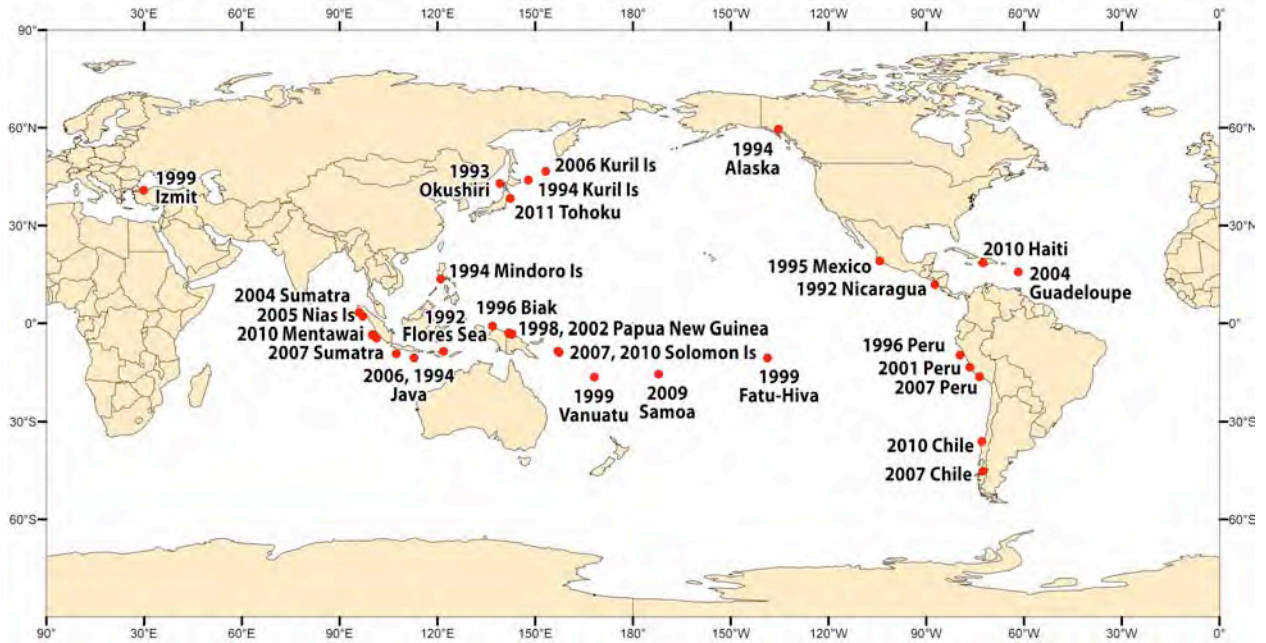 0° 30°E 60°E 90°E 120°E 150°E 180° 150°W 120°W 90°W 60°W 30°W 0°
90°
60°N
30°N
0°
30°S
60°S
90
60°N
30°N
0°
30°S
60°S
1999
Izmit
1993
Okushiri
2006 Kuril Is
1994 Kuril Is
2011 Tohoku
1994
Alaska
1994 Mindoro Is
2004 Sumatra
2005 Nias Is
2010 Mentawai
2007 Sumatra
2006, 1994
Java
1992
Flores Sea
1996 Biak
1998, 2002 Papua New Guinea
2007, 2010 Solomon Is
1999
Vanuatu
2009
Samoa
1999
Fatu-Hiva
1995 Mexico
1992 Nicaragua
2010 Haiti
2004
Guadeloupe
1996 Peru
2001 Peru
2007 Peru
2010 Chile
2007 Chile
0° 30°E 60°E 90°E 120°E 150°E 180° 150°W 120°W 90°W 60°W 30°W 0°